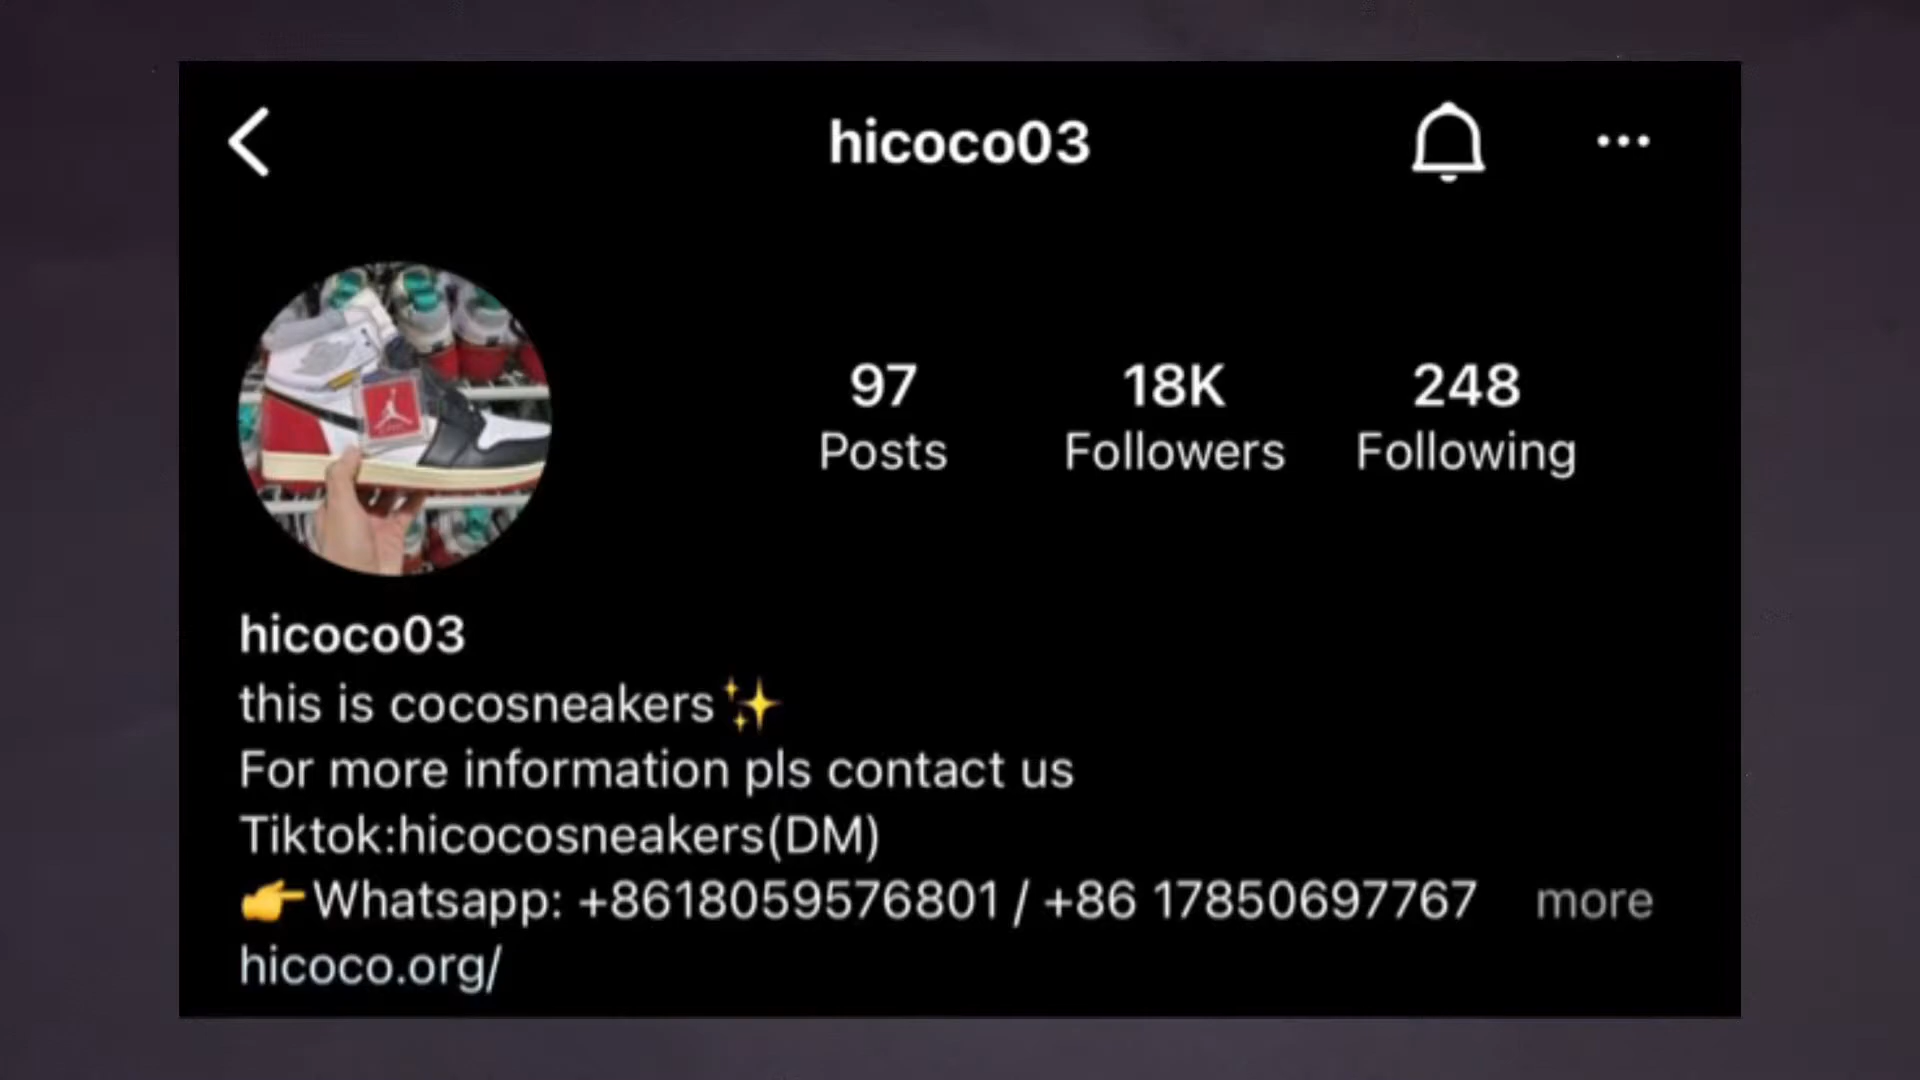 hicoco03
97
Posts
18K
Followers
248
Following
hicoco03
this is cocosneakers✨
For more information pls contact us
Tiktok:hicocosneakers(DM)
👉Whatsapp: +8618059576801 / +86 17850697767 more
hicoco.org/